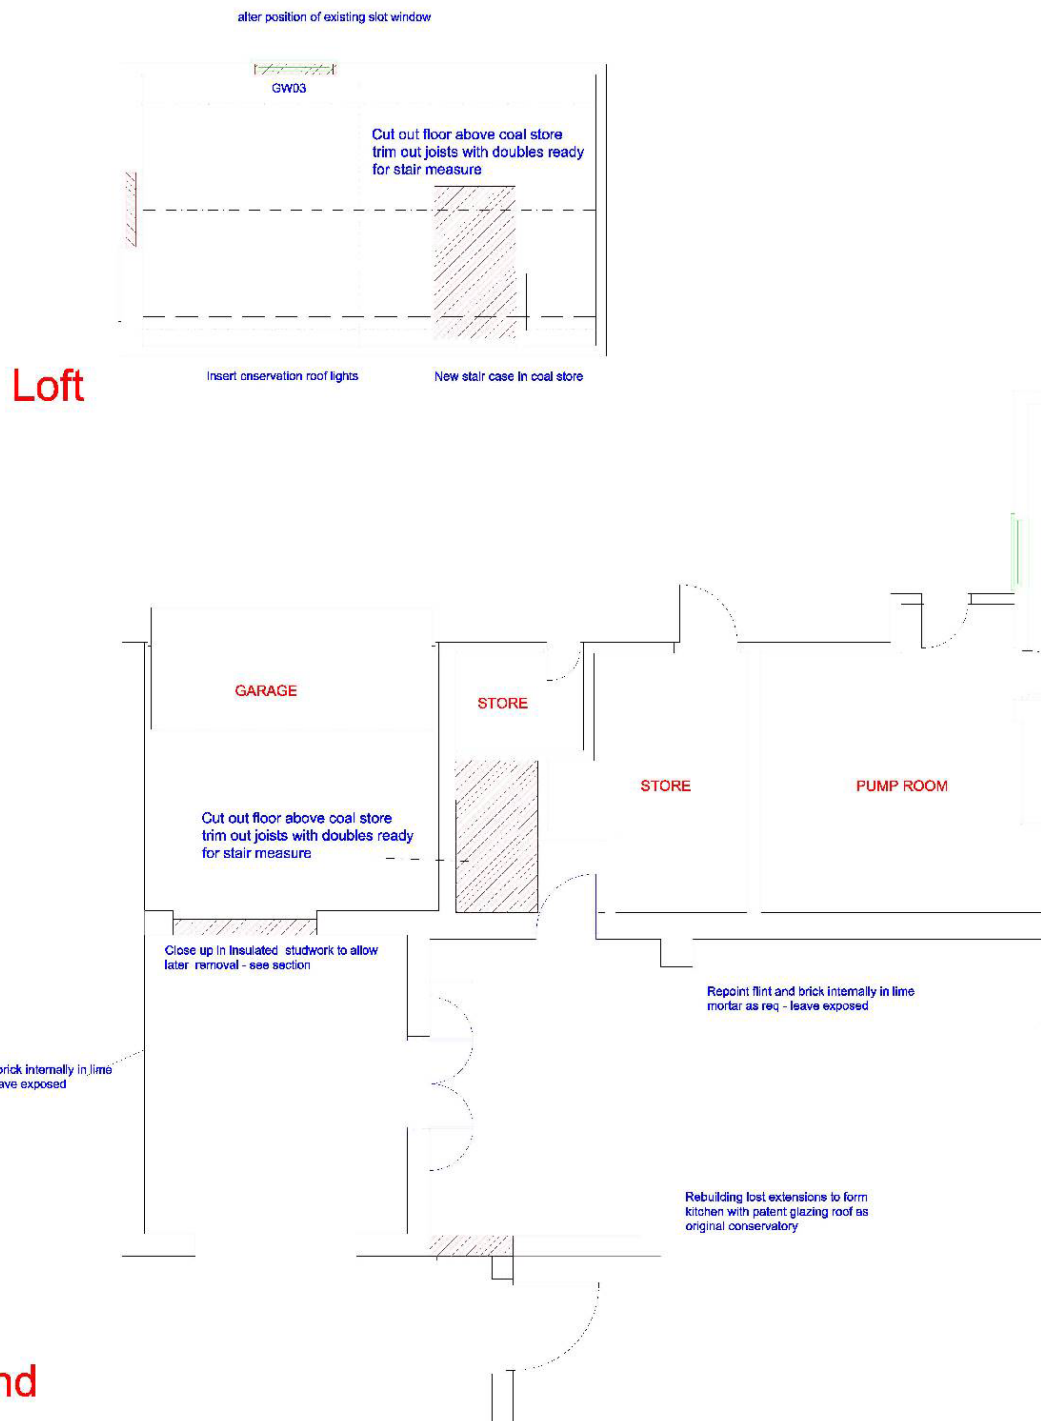 alter position of existing slot window
GW03
Cut out floor above coal store
trim out joists with doubles ready
for stair measure
Insert cnservation roof lights
New stair case in coal store
Loft
GARAGE
STORE
STORE
PUMP ROOM
Cut out floor above coal store
trim out joists with doubles ready
for stair measure
Close up in insulated studwork to allow
later removal - see section
Repoint flint and brick internally in lime
mortar as req - leave exposed
brick internally in lime
ave exposed
Rebuilding lost extensions to form
kitchen with patent glazing roof as
original conservatory
nd